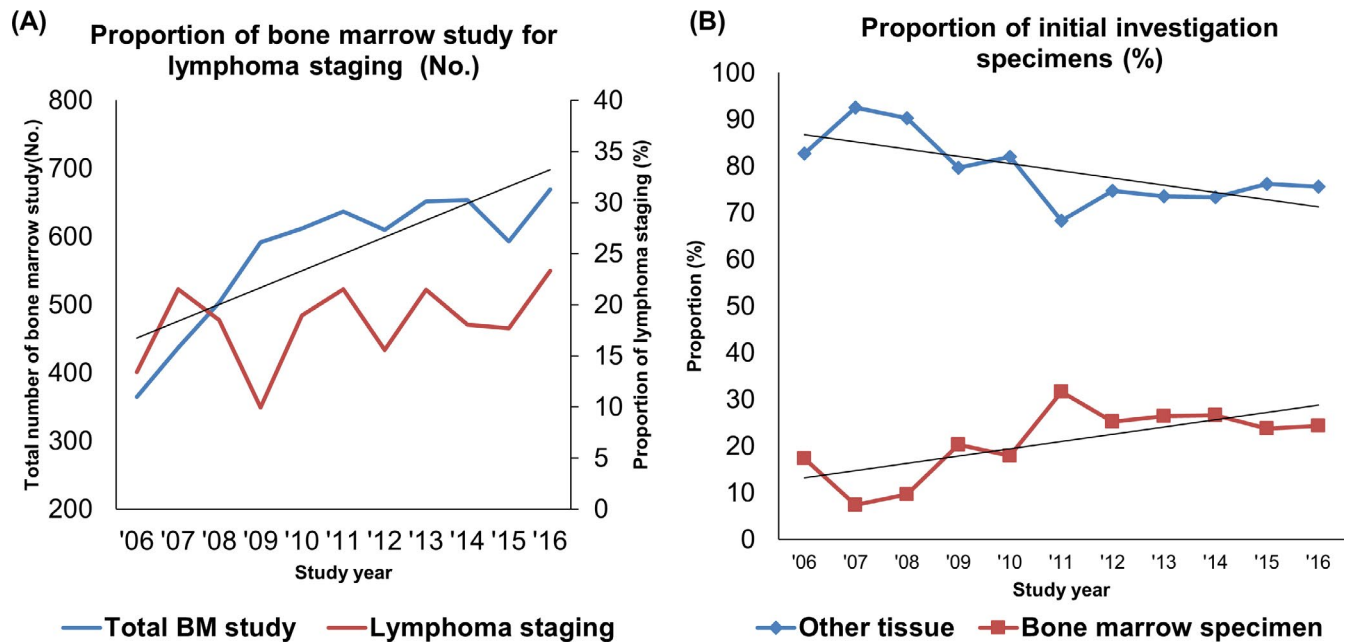 (A)
Proportion of bone marrow study for
lymphoma staging (No.)
Total number of bone marrow study(No.)
800
700
600
500
400
300
200
40
35
30
25
20
15
10
5
0
Proportion of lymphoma staging (%)
'06 '07 '08 '09 '10 '11 '12 '13 '14 '15 '16
Study year
Total BM study Lymphoma staging
(B)
Proportion of initial investigation
specimens (%)
Proportion (%)
100
90
80
70
60
50
40
30
20
10
0
'06 '07 '08 '09 '10 '11 '12 '13 '14 '15 '16
Study year
Other tissue Bone marrow specimen